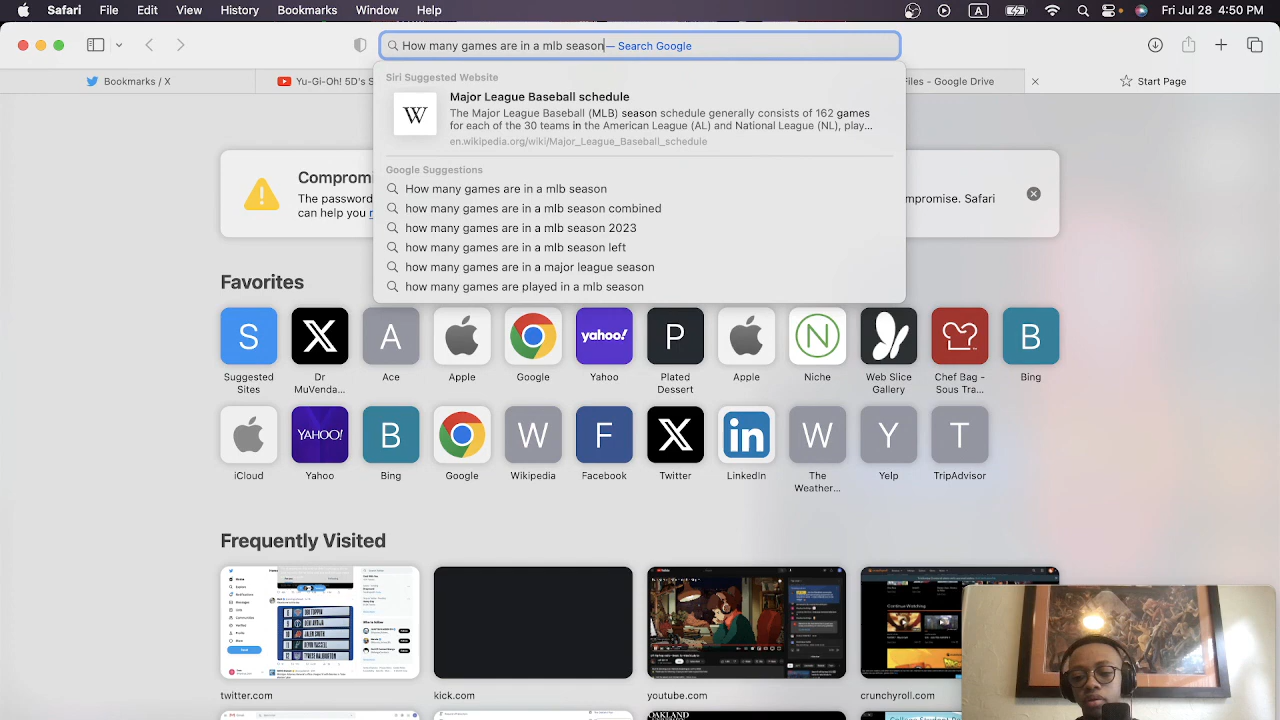 Safari File Edit View History Bookmarks Window Help
A
Fri Jul 28 4:50 PM
How many games are in a mlb season — Search Google
Bookmarks / X
Yu-Gi-Oh! 5D'S S
Files - Google Drive
Start Page
Siri Suggested Website
W
Major League Baseball schedule
The Major League Baseball (MLB) season schedule generally consists of 162 games
for each of the 30 teams in the American League (AL) and National League (NL), play...
en.wikipedia.org/wiki/Major_League_Baseball_schedule
Google Suggestions
How many games are in a mlb season
how many games are in a mlb season combined
how many games are in a mlb season 2023
how many games are in a mlb season left
how many games are in a major league season
how many games are played in a mlb season
Compromi
The password
can help you
mpromise. Safari
Favorites
S
A
yahoo!
P
N
B
Suggested Sites
Dr MuVenda...
Ace
Apple
Google
Yahoo
Plated Dessert
Apple
Niche
Web Slice Gallery
Chef Bag - Sous Tra...
Bing
YAHOO!
B
W
F
in
W
Y
T
iCloud
Yahoo
Bing
Google
Wikipedia
Facebook
Twitter
LinkedIn
The Weather...
Yelp
TripAdvisor
Frequently Visited
Continue Watching
twitter.com
kick.com
youtube.com
crunchyroll.com